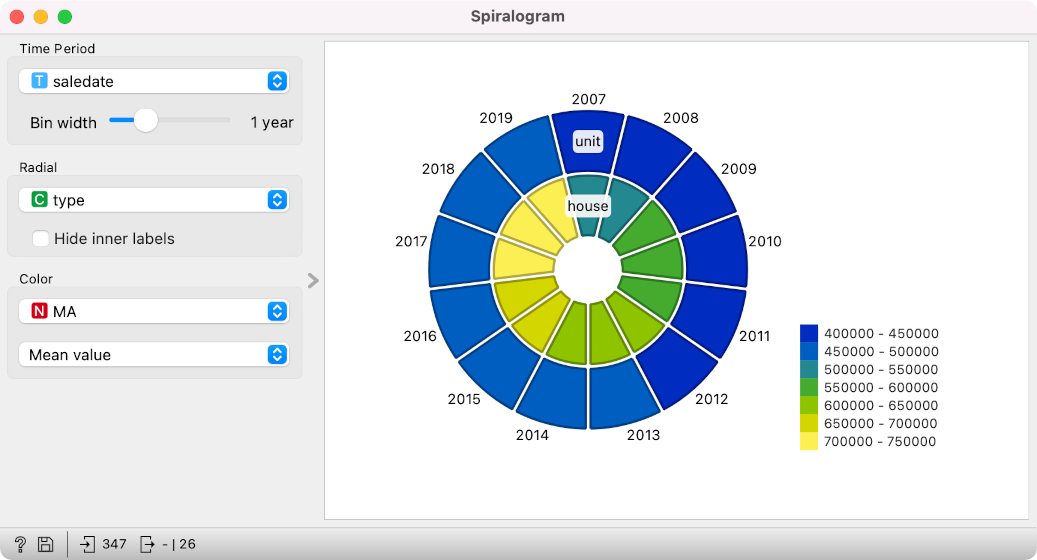 Spiralogram
Time Period
T saledate
Bin width 1 year
Radial
C type
Hide inner labels
Color
N MA
Mean value
2007
2008
2009
2010
2011
2012
2013
2014
2015
2016
2017
2018
2019
unit
house
400000 - 450000
450000 - 500000
500000 - 550000
550000 - 600000
600000 - 650000
650000 - 700000
700000 - 750000
? 347 - | 26